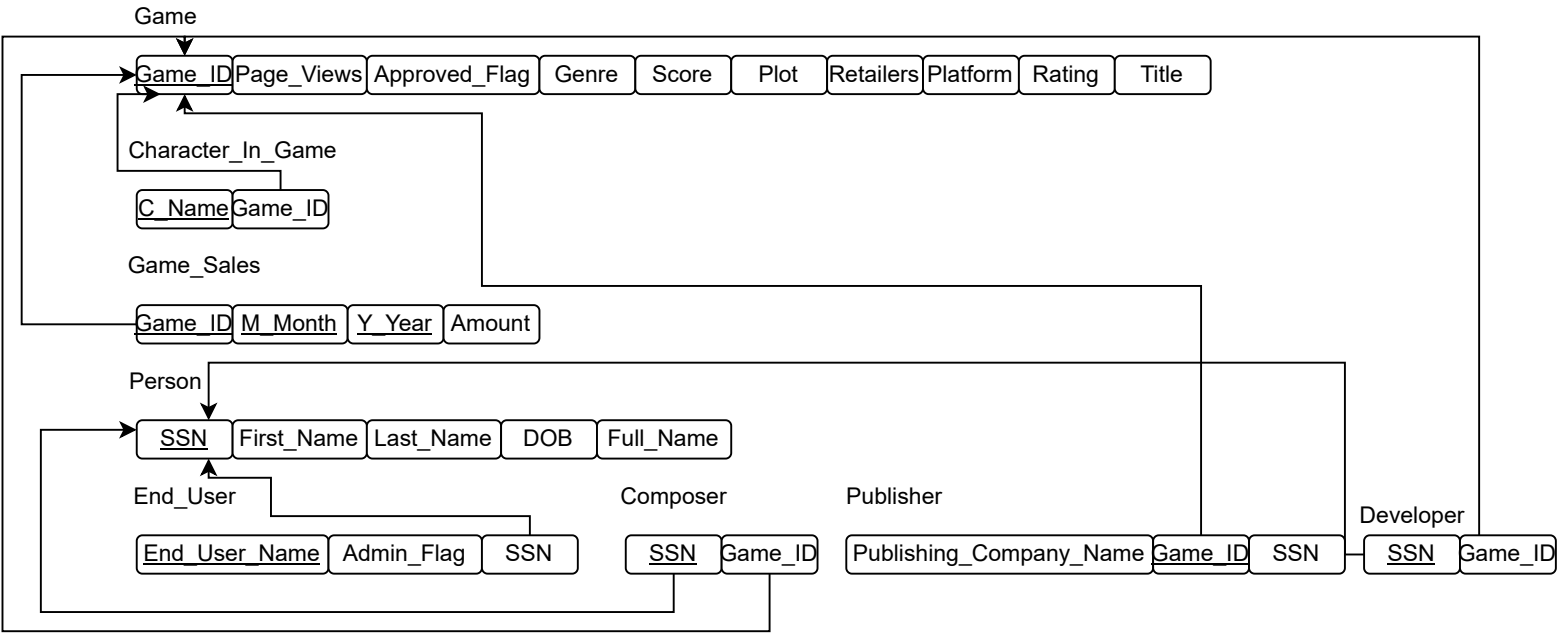 Game
Game_ID Page_Views Approved_Flag Genre Score Plot Retailers Platform Rating Title
Character_In_Game
C_Name Game_ID
Game_Sales
Game_ID M_Month Y_Year Amount
Person
SSN First_Name Last_Name DOB Full_Name
End_User Composer Publisher
Developer
End_User_Name Admin_Flag SSN SSN Game_ID Publishing_Company_Name Game_ID SSN SSN Game_ID